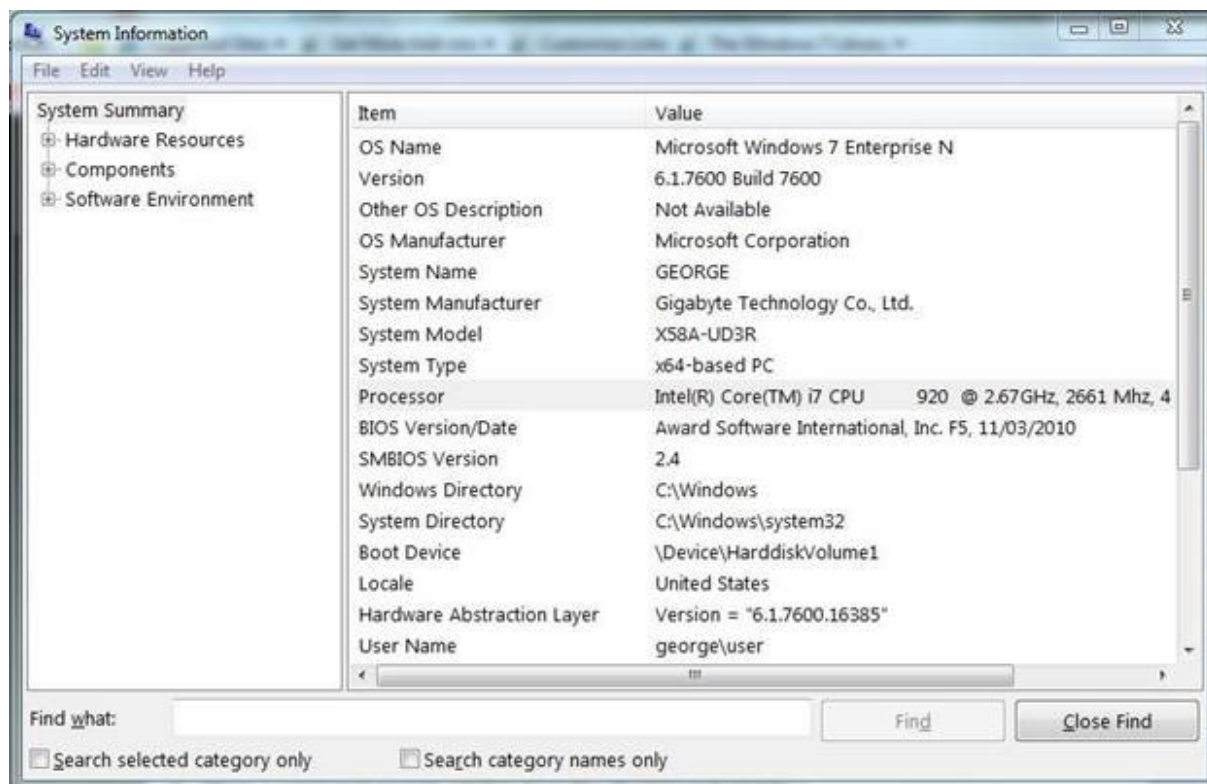 System Information
File Edit View Help
System Summary
Hardware Resources
Components
Software Environment
Item Value
OS Name Microsoft Windows 7 Enterprise N
Version 6.1.7600 Build 7600
Other OS Description Not Available
OS Manufacturer Microsoft Corporation
System Name GEORGE
System Manufacturer Gigabyte Technology Co., Ltd.
System Model X58A-UD3R
System Type x64-based PC
Processor Intel(R) Core(TM) i7 CPU 920 @ 2.67GHz, 2661 Mhz, 4
BIOS Version/Date Award Software International, Inc. F5, 11/03/2010
SMBIOS Version 2.4
Windows Directory C:\Windows
System Directory C:\Windows\system32
Boot Device \Device\HarddiskVolume1
Locale United States
Hardware Abstraction Layer Version = "6.1.7600.16385"
User Name george\user
Find what: Find Close Find
Search selected category only Search category names only